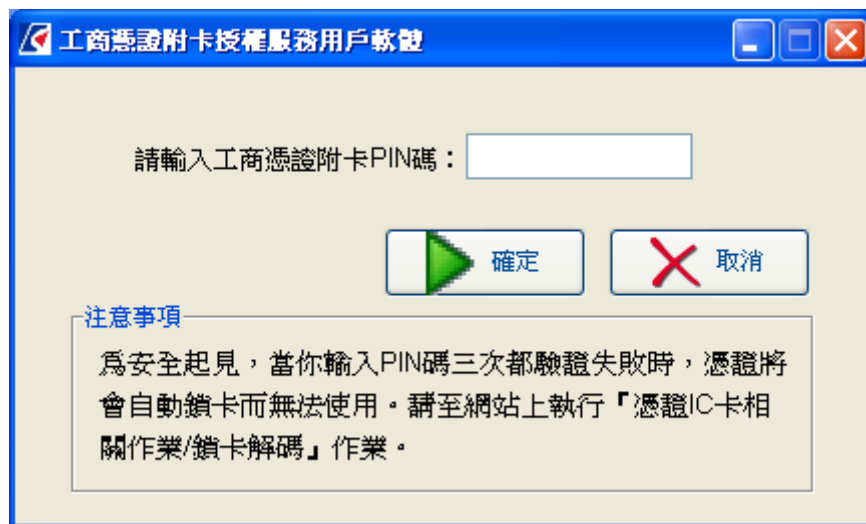 工商憑證附卡授權服務用戶軟體
請輸入工商憑證附卡PIN碼：
確定 取消
注意事項
為安全起見，當你輸入PIN碼三次都驗證失敗時，憑證將
會自動鎖卡而無法使用。請至網站上執行「憑證IC卡相
關作業/鎖卡解碼」作業。